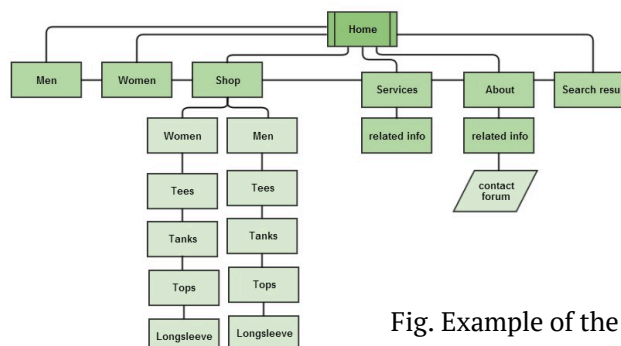 Home
Men
Women
Shop
Services
About
Search resu
Women
Men
related info
related info
Tees
Tees
contact
forum
Tanks
Tanks
Tops
Tops
Longsleeve
Longsleeve
Fig. Example of the